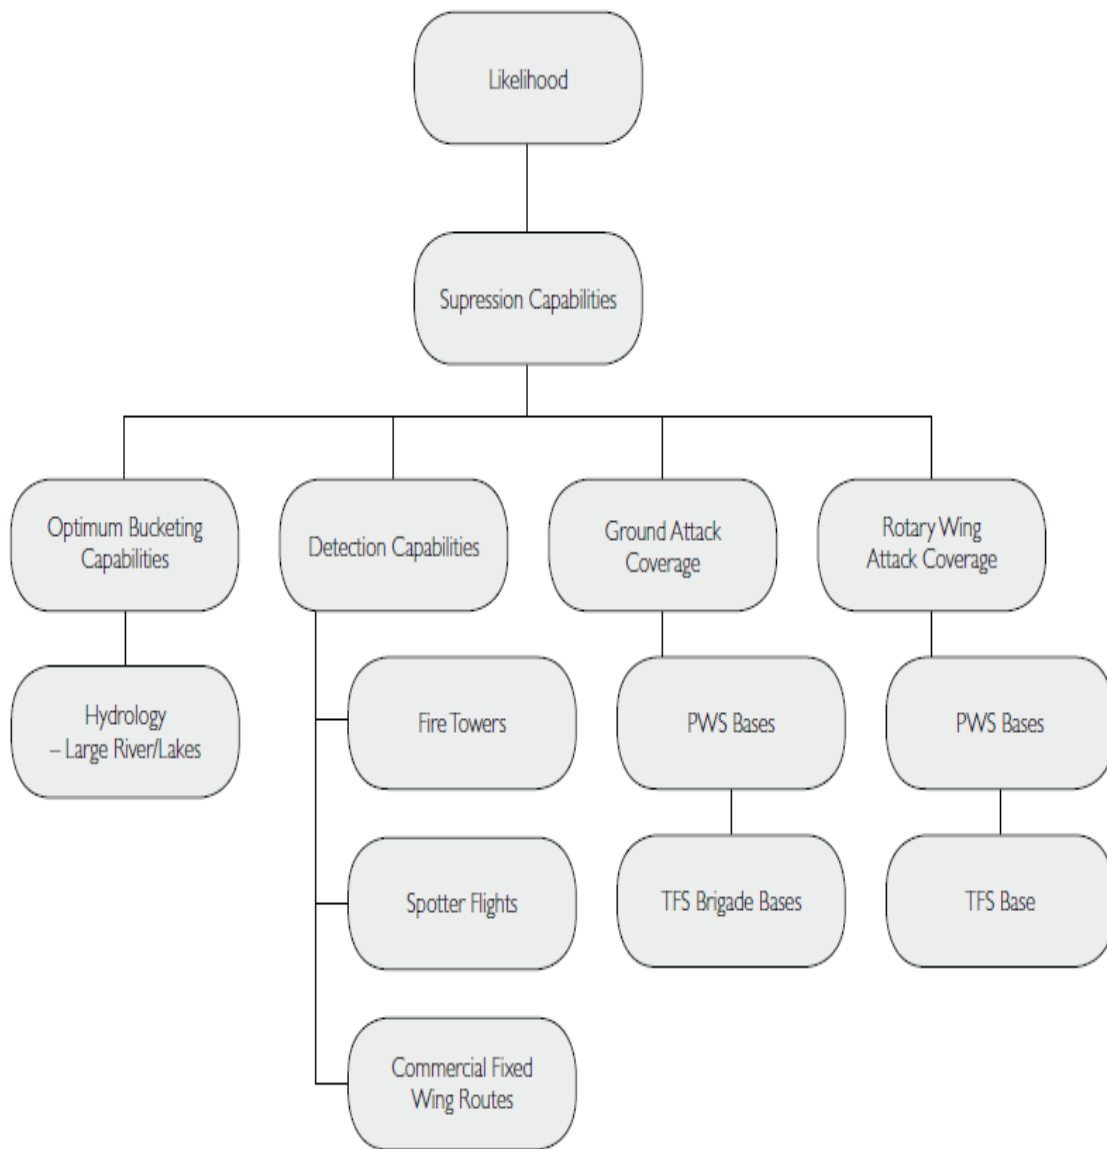 Likelihood
Supression Capabilities
Optimum Bucketing
Capabilities
Detection Capabilities
Ground Attack
Coverage
Rotary Wing
Attack Coverage
Hydrology
– Large River/Lakes
Fire Towers
PWS Bases
PWS Bases
Spotter Flights
TFS Brigade Bases
TFS Base
Commercial Fixed
Wing Routes